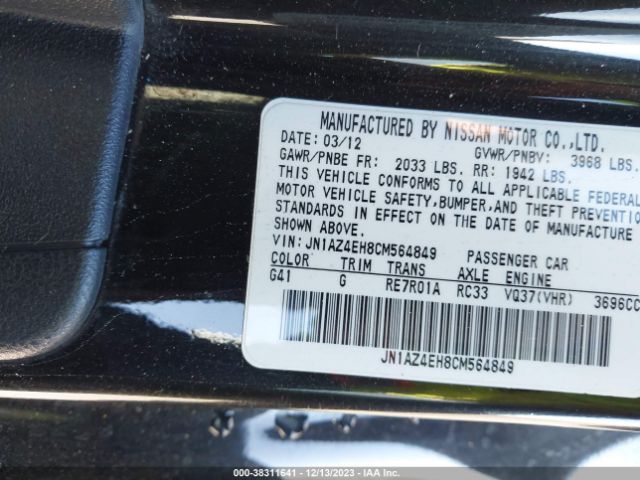 MANUFACTURED BY NISSAN MOTOR CO.,LTD.
DATE: 03/12 GVWR/PNBV: 3968 LBS.
GAWR/PNBE FR: 2033 LBS. RR: 1942 LBS.
THIS VEHICLE CONFORMS TO ALL APPLICABLE FEDERAL
MOTOR VEHICLE SAFETY,BUMPER,AND THEFT PREVENTIO
STANDARDS IN EFFECT ON THE DATE OF MANUFACTURE
SHOWN ABOVE.
VIN: JN1AZ4EH8CM564849 PASSENGER CAR
COLOR TRIM TRANS AXLE ENGINE
G41 G RE7R01A RC33 VQ37(VHR) 3696CC
JN1AZ4EH8CM564849
000-38311641 - 12/13/2023 - IAA Inc.